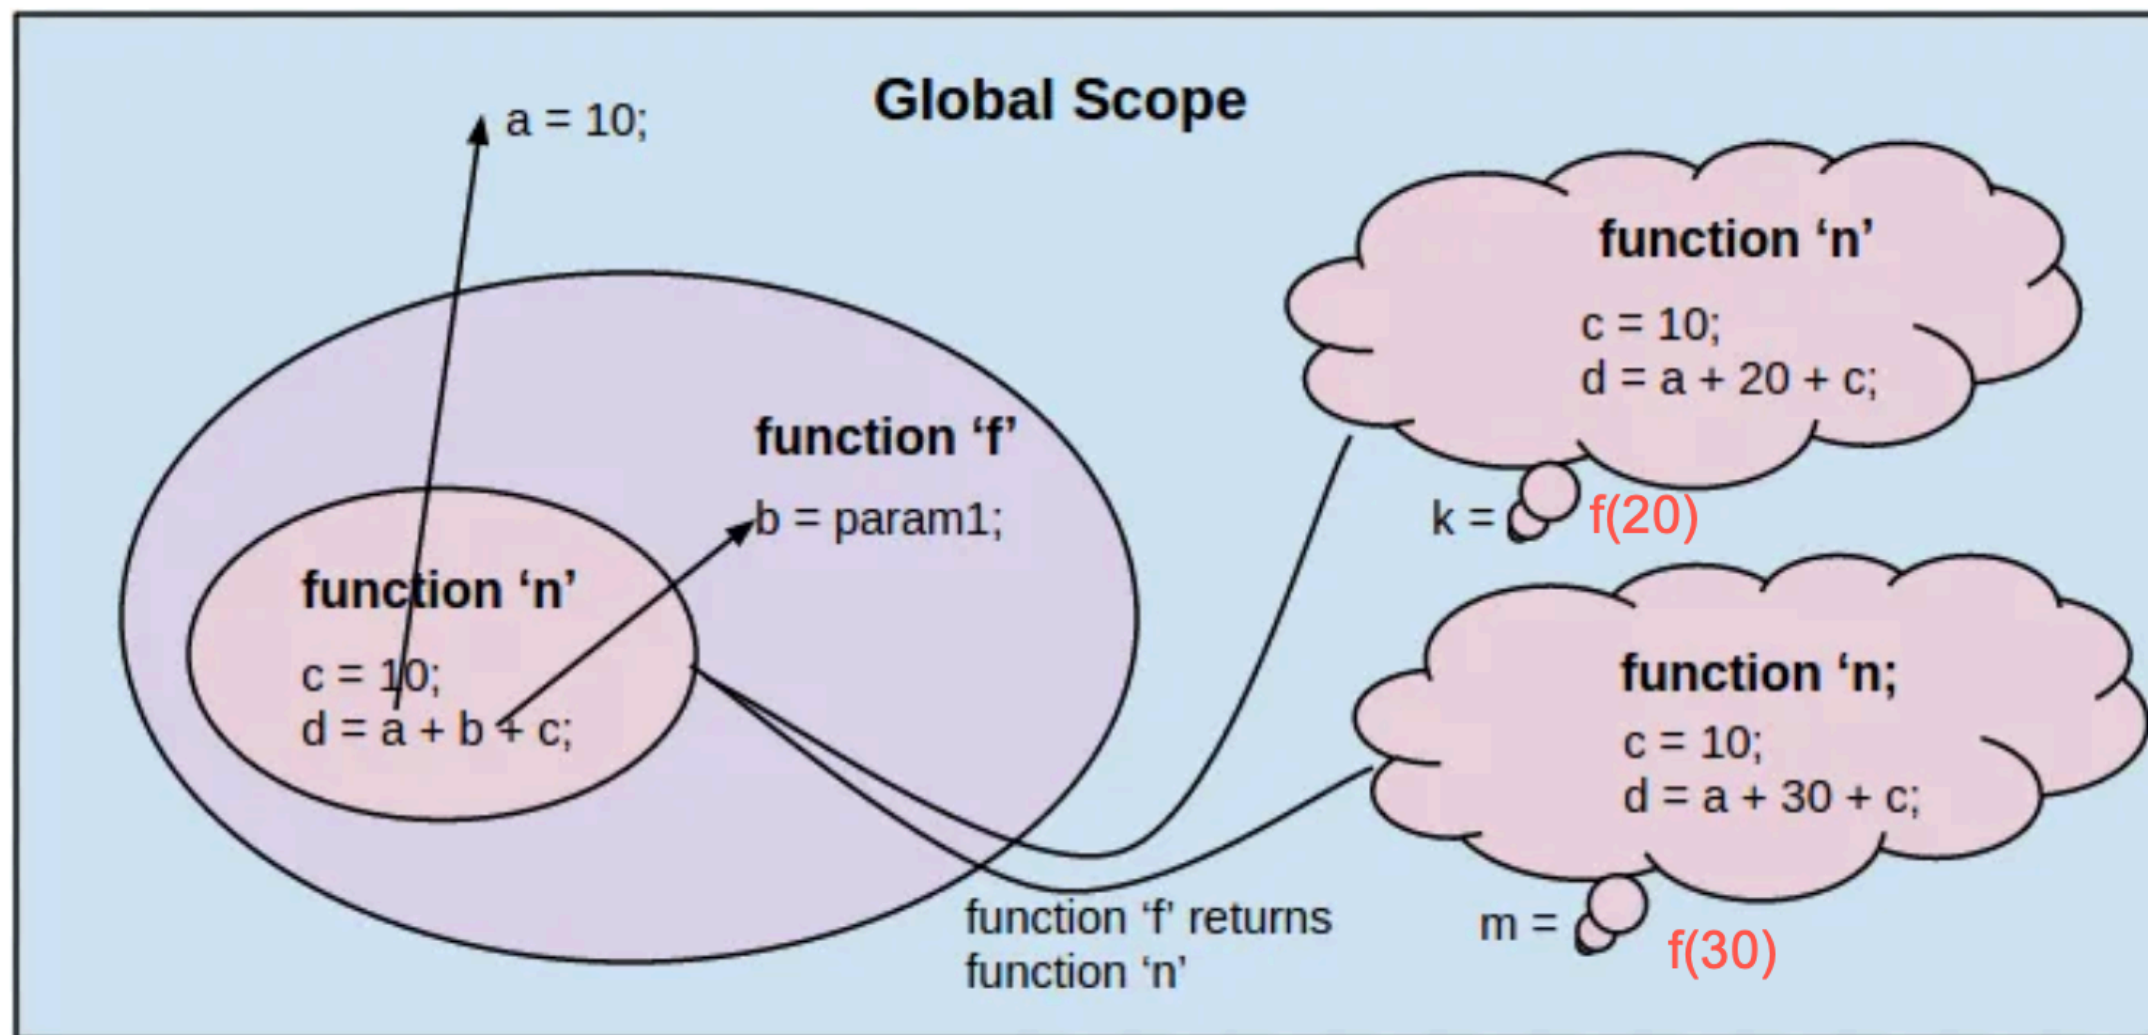 Global Scope
a = 10;
function ‘f’
b = param1;
function ‘n’
c = 10;
d = a + b + c;
function ‘f’ returns
function ‘n’
function ‘n’
c = 10;
d = a + 20 + c;
k =
f(20)
function ‘n;
c = 10;
d = a + 30 + c;
m =
f(30)